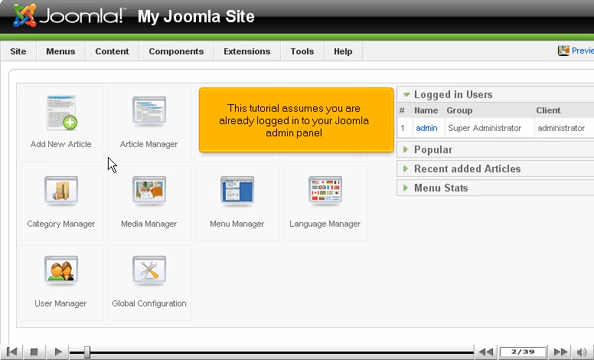 Joomla! My Joomla Site
Site Menus Content Components Extensions Tools Help
This tutorial assumes you are
already logged in to your Joomla
admin panel
Add New Article
Article Manager
Category Manager
Media Manager
Menu Manager
Language Manager
User Manager
Global Configuration
Logged in Users
# Name Group Client
1 admin Super Administrator administrator
Popular
Recent added Articles
Menu Stats
2/39